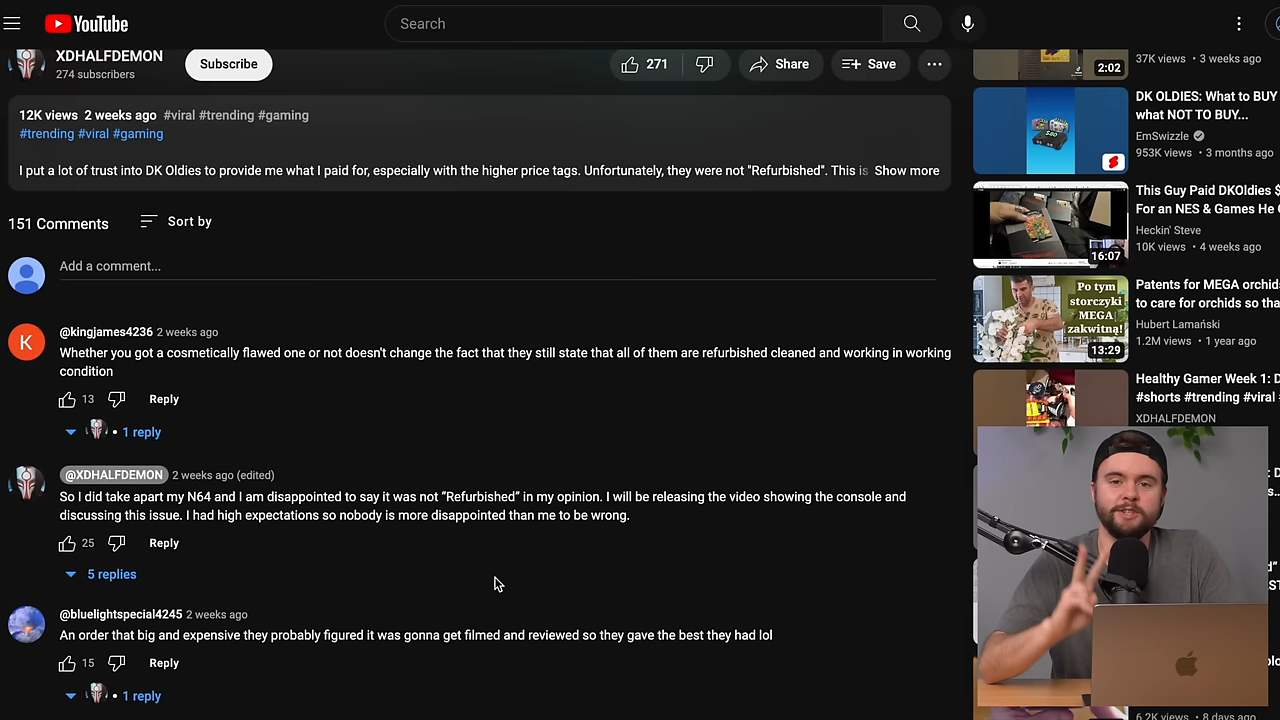 YouTube
Search
XDHALFDEMON
274 subscribers
Subscribe
271
Share
Save
12K views 2 weeks ago #viral #trending #gaming
#trending #viral #gaming
I put a lot of trust into DK Oldies to provide me what I paid for, especially with the higher price tags. Unfortunately, they were not "Refurbished". This is Show more
151 Comments
Sort by
Add a comment...
K
@kingjames4236 2 weeks ago
Whether you got a cosmetically flawed one or not doesn't change the fact that they still state that all of them are refurbished cleaned and working in working
condition
13
Reply
• 1 reply
@XDHALFDEMON 2 weeks ago (edited)
So I did take apart my N64 and I am disappointed to say it was not "Refurbished" in my opinion. I will be releasing the video showing the console and
discussing this issue. I had high expectations so nobody is more disappointed than me to be wrong.
25
Reply
5 replies
@bluelightspecial4245 2 weeks ago
An order that big and expensive they probably figured it was gonna get filmed and reviewed so they gave the best they had lol
15
Reply
• 1 reply
2:02
37K views • 3 weeks ago
DK OLDIES: What to BUY
what NOT TO BUY...
EmSwizzle
953K views • 3 months ago
16:07
This Guy Paid DKOldies $
For an NES & Games He
Heckin' Steve
10K views • 4 weeks ago
Po tym
storczyki
MEGA
zakwitną!
13:29
Patents for MEGA orchids
to care for orchids so tha
Hubert Lamański
1.2M views • 1 year ago
Healthy Gamer Week 1: D
#shorts #trending #viral
XDHALFDEMON
6.2K views • 8 days ago